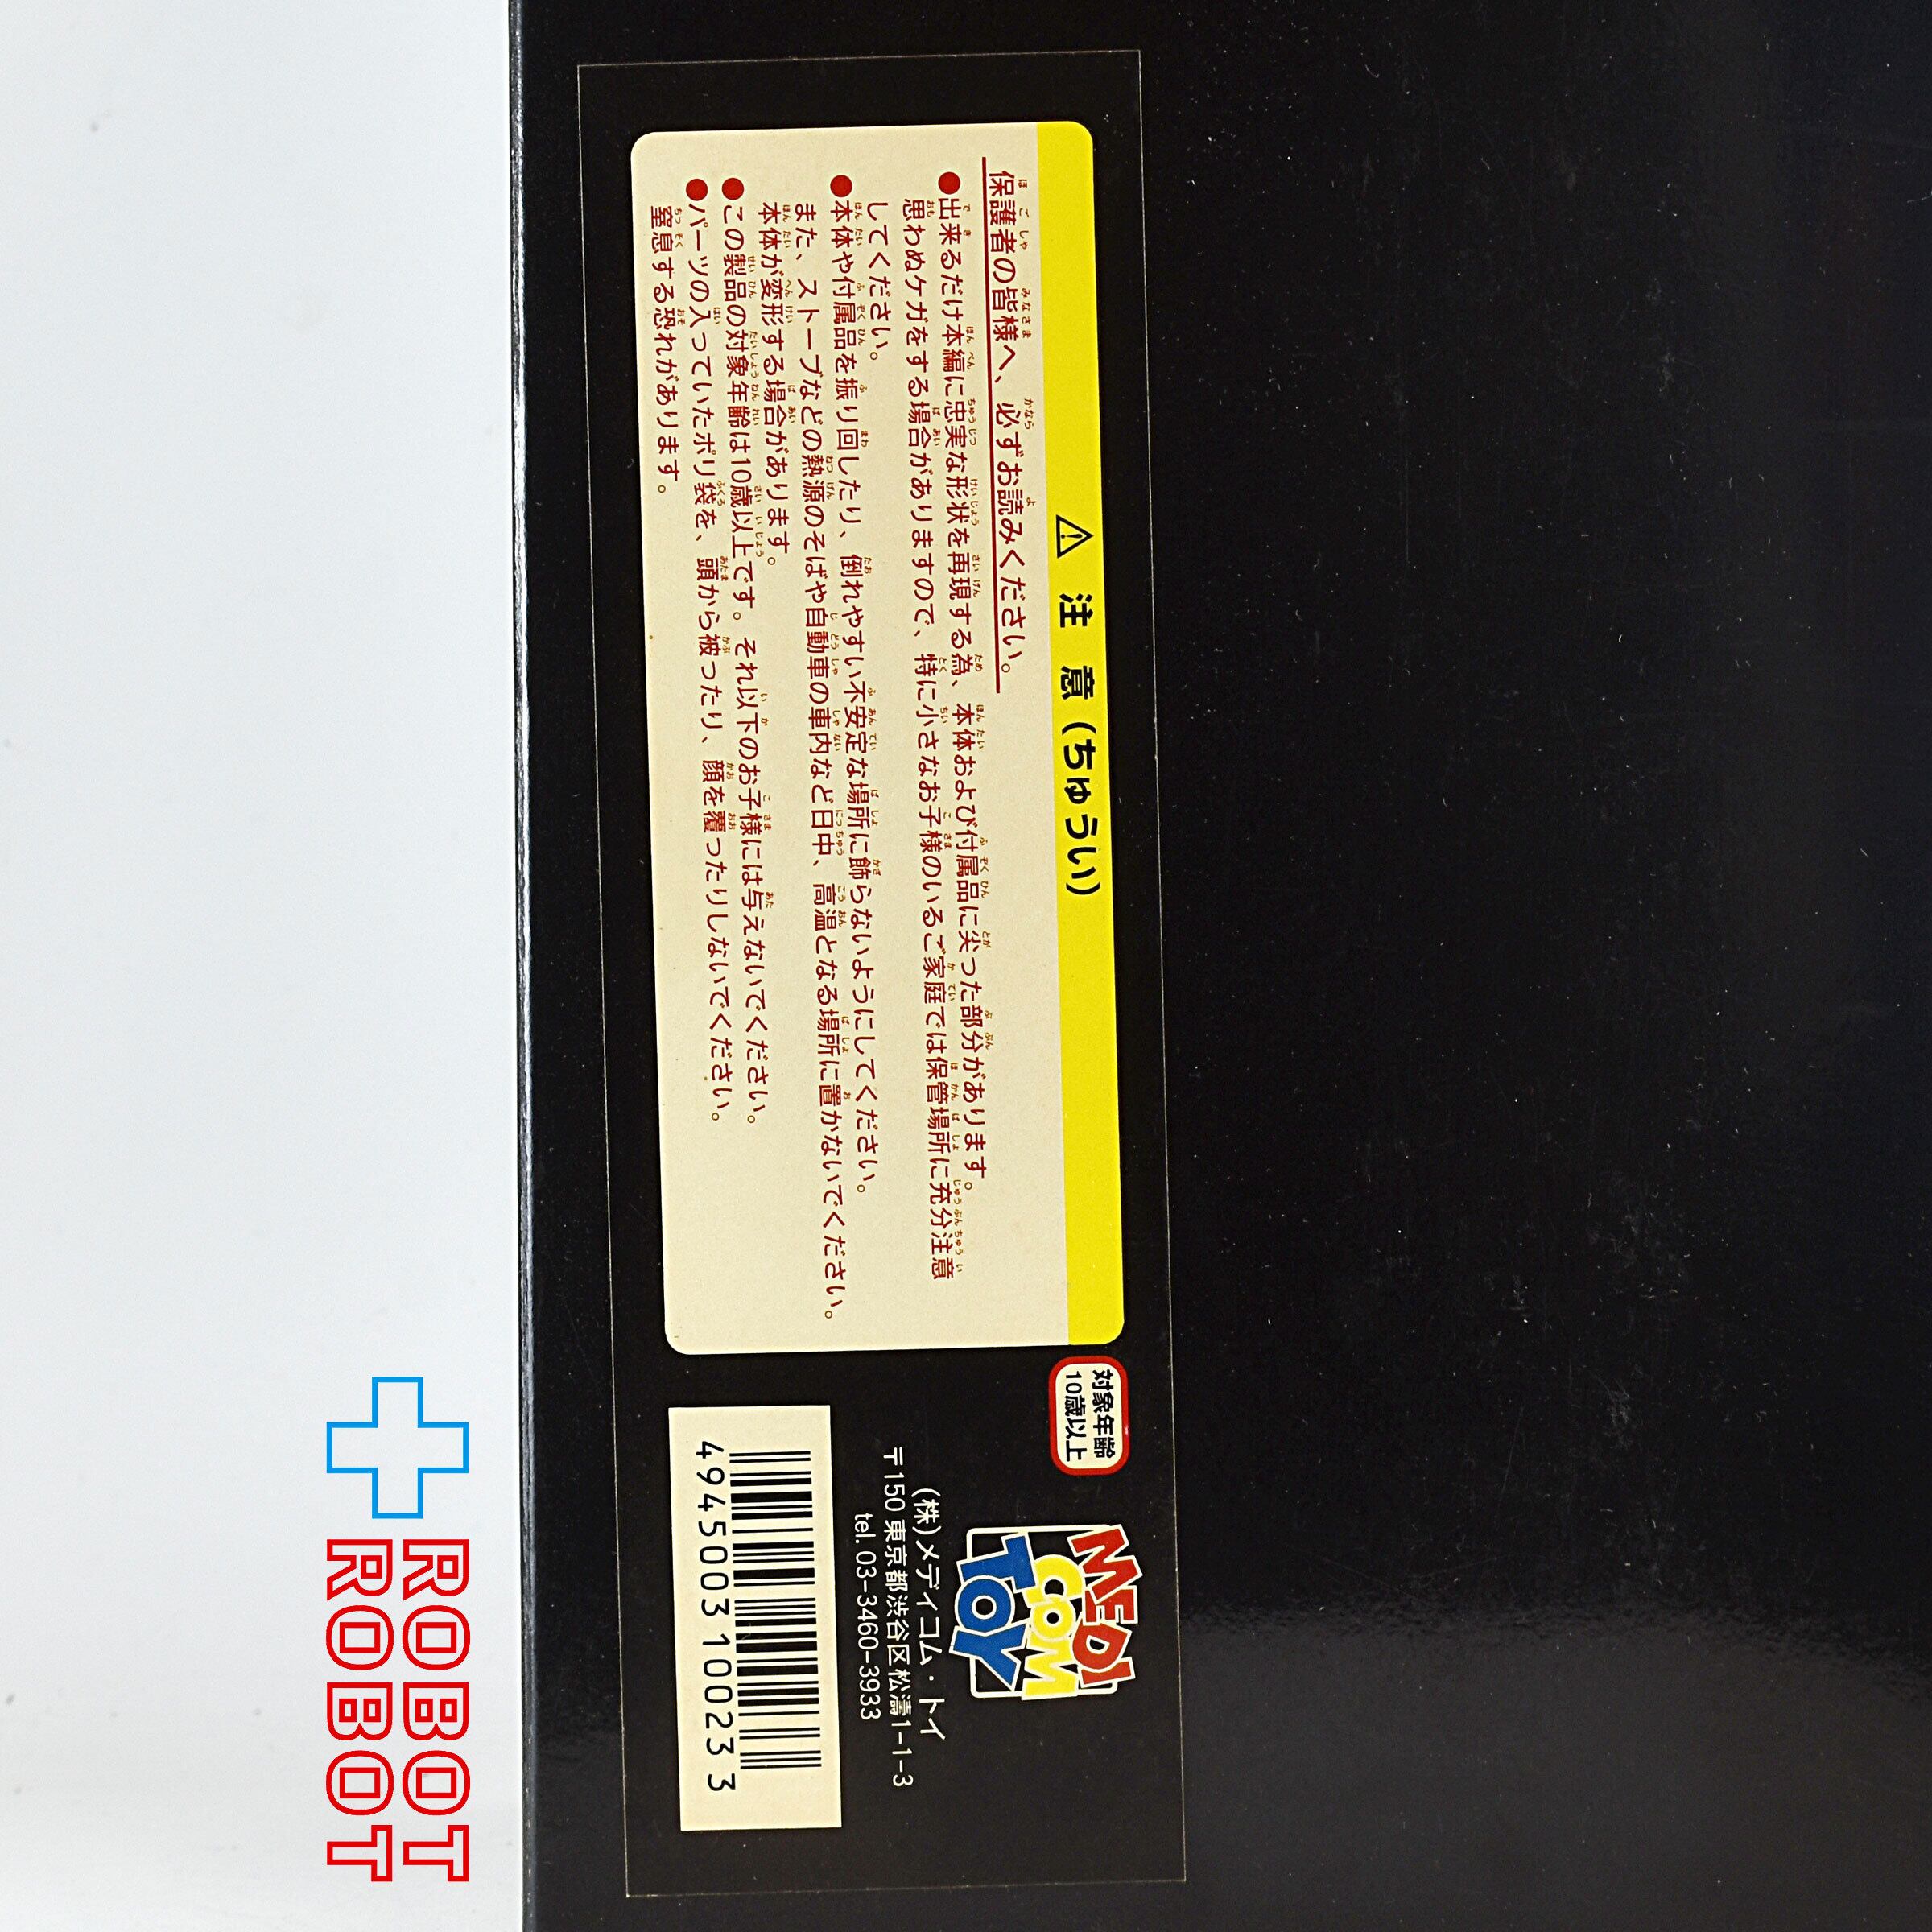 ⚠ 注 意 (ちゅうい)
保護者の皆様へ、必ずお読みください。
●出来るだけ本編に忠実な形状を再現する為、本体および付属品に尖った部分があります。
思わぬケガをする場合がありますので、特に小さなお子様のいるご家庭では保管場所に充分注意
してください。
●本体や付属品を振り回したり、倒れやすい不安定な場所に飾らないようにしてください。
また、ストーブなどの熱源のそばや自動車の車内など日中、高温となる場所に置かないでください。
本体が変形する場合があります。
●この製品の対象年齢は10歳以上です。それ以下のお子様には与えないでください。
●パーツの入っていたポリ袋を、頭から被ったり、顔を覆ったりしないでください。
窒息する恐れがあります。
対象年齢
10歳以上
MEDI
COM
TOY
(株)メディコム・トイ
〒150 東京都渋谷区松濤1-1-3
tel. 03-3460-3933
4945003100233
ROBOT
ROBOT